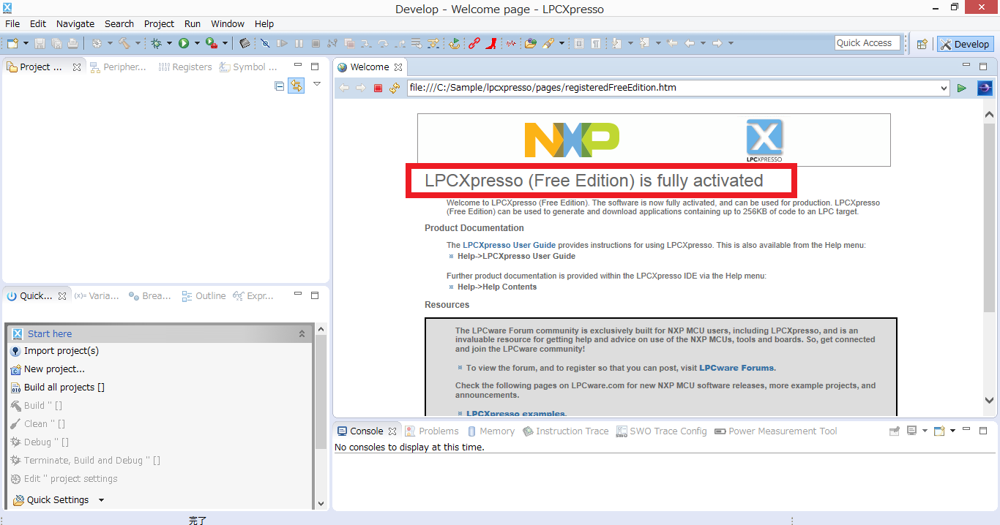 Develop - Welcome page - LPCXpresso
File Edit Navigate Search Project Run Window Help
Quick Access
Develop
Project ...
Peripher...
Registers
Symbol ...
Welcome
file:///C:/Sample/lpcxpresso/pages/registeredFreeEdition.htm
NXP
LPCXPRESSO
LPCXpresso (Free Edition) is fully activated
Welcome to LPCXpresso (Free Edition). The software is now fully activated, and can be used for production. LPCXpresso
(Free Edition) can be used to generate and download applications containing up to 256KB of code to an LPC target.
Product Documentation
The LPCXpresso User Guide provides instructions for using LPCXpresso. This is also available from the Help menu:
Help->LPCXpresso User Guide
Further product documentation is provided within the LPCXpresso IDE via the Help menu:
Help->Help Contents
Resources
The LPCware Forum community is exclusively built for NXP MCU users, including LPCXpresso, and is an
invaluable resource for getting help and advice on use of the NXP MCUs, tools and boards. So, get connected
and join the LPCware community!
To view the forum, and to register so that you can post, visit LPCware Forums.
Check the following pages on LPCware.com for new NXP MCU software releases, more example projects, and
announcements.
LPCXpresso examples.
Quick...
(x)= Varia...
Brea...
Outline
Expr...
Start here
Import project(s)
New project...
Build all projects []
Build '' []
Clean '' []
Debug '' []
Terminate, Build and Debug '' []
Edit '' project settings
Quick Settings
Console
Problems
Memory
Instruction Trace
SWO Trace Config
Power Measurement Tool
No consoles to display at this time.
完了